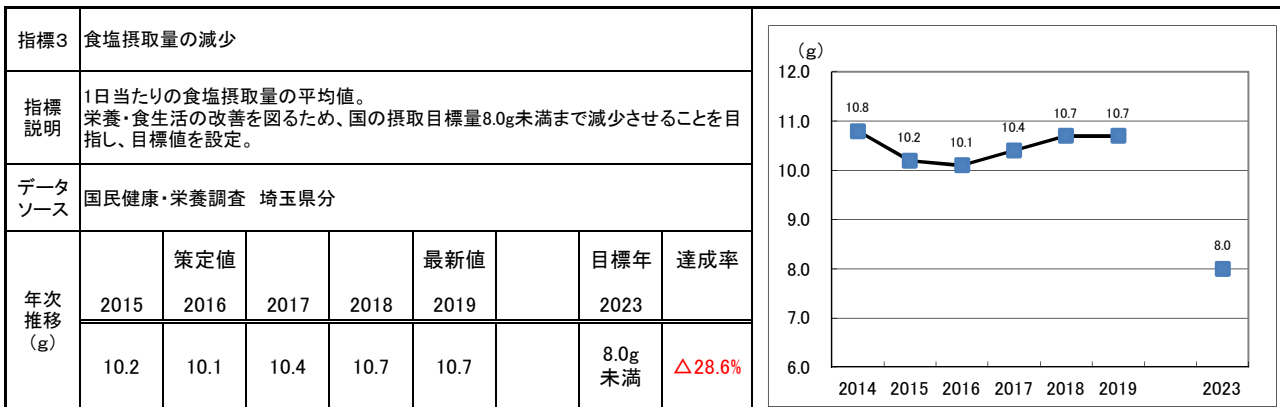 指標3
食塩摂取量の減少
指標
説明
1日当たりの食塩摂取量の平均値。
栄養・食生活の改善を図るため、国の摂取目標量8.0g未満まで減少させることを目
指し、目標値を設定。
データ
ソース
国民健康・栄養調査 埼玉県分
年次
推移
(g)
策定値 最新値 目標年 達成率
2015 2016 2017 2018 2019 2023
10.2 10.1 10.4 10.7 10.7 8.0g
未満 △28.6%
(g)
12.0
11.0
10.0
9.0
8.0
7.0
6.0
10.8 10.2 10.1 10.4 10.7 10.7 8.0
2014 2015 2016 2017 2018 2019 2023